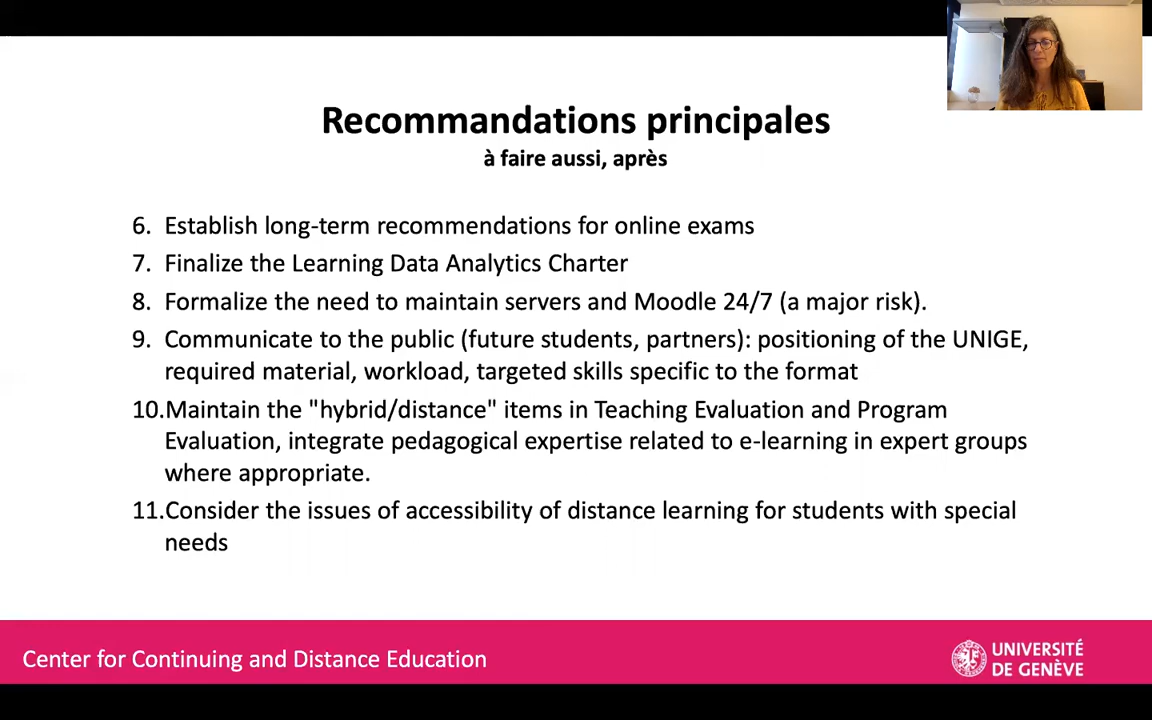 Recommandations principales
à faire aussi, après
6. Establish long-term recommendations for online exams
7. Finalize the Learning Data Analytics Charter
8. Formalize the need to maintain servers and Moodle 24/7 (a major risk).
9. Communicate to the public (future students, partners): positioning of the UNIGE,
required material, workload, targeted skills specific to the format
10.Maintain the "hybrid/distance" items in Teaching Evaluation and Program
Evaluation, integrate pedagogical expertise related to e-learning in expert groups
where appropriate.
11.Consider the issues of accessibility of distance learning for students with special
needs
Center for Continuing and Distance Education
UNIVERSITÉ
DE GENÈVE